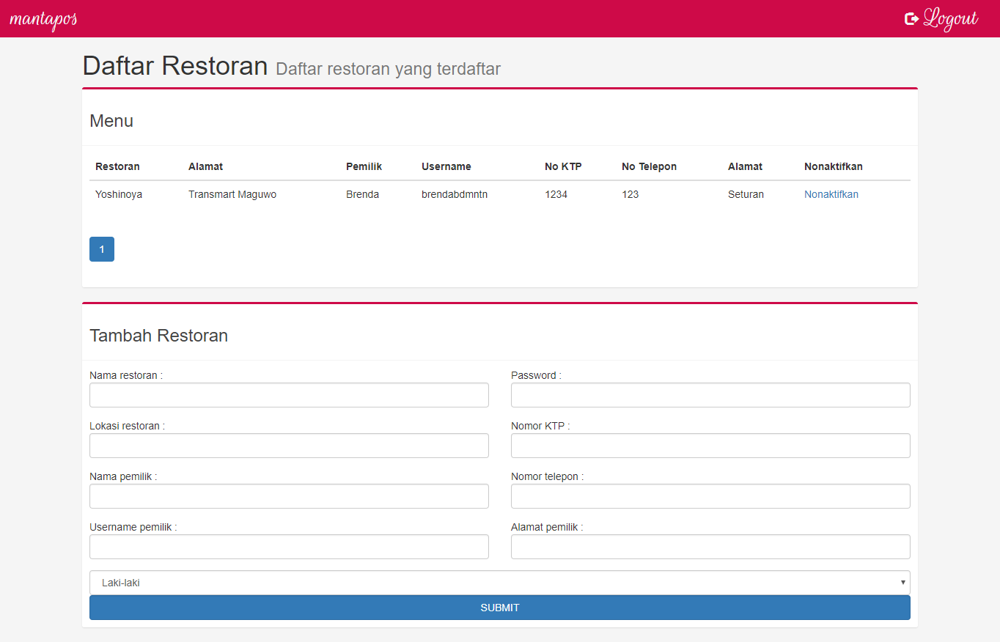 mantapos Logout
Daftar Restoran Daftar restoran yang terdaftar
Menu
Restoran Alamat Pemilik Username No KTP No Telepon Alamat Nonaktifkan
Yoshinoya Transmart Maguwo Brenda brendabdmntn 1234 123 Seturan Nonaktifkan
1
Tambah Restoran
Nama restoran : Password :
Lokasi restoran : Nomor KTP :
Nama pemilik : Nomor telepon :
Username pemilik : Alamat pemilik :
Laki-laki
SUBMIT